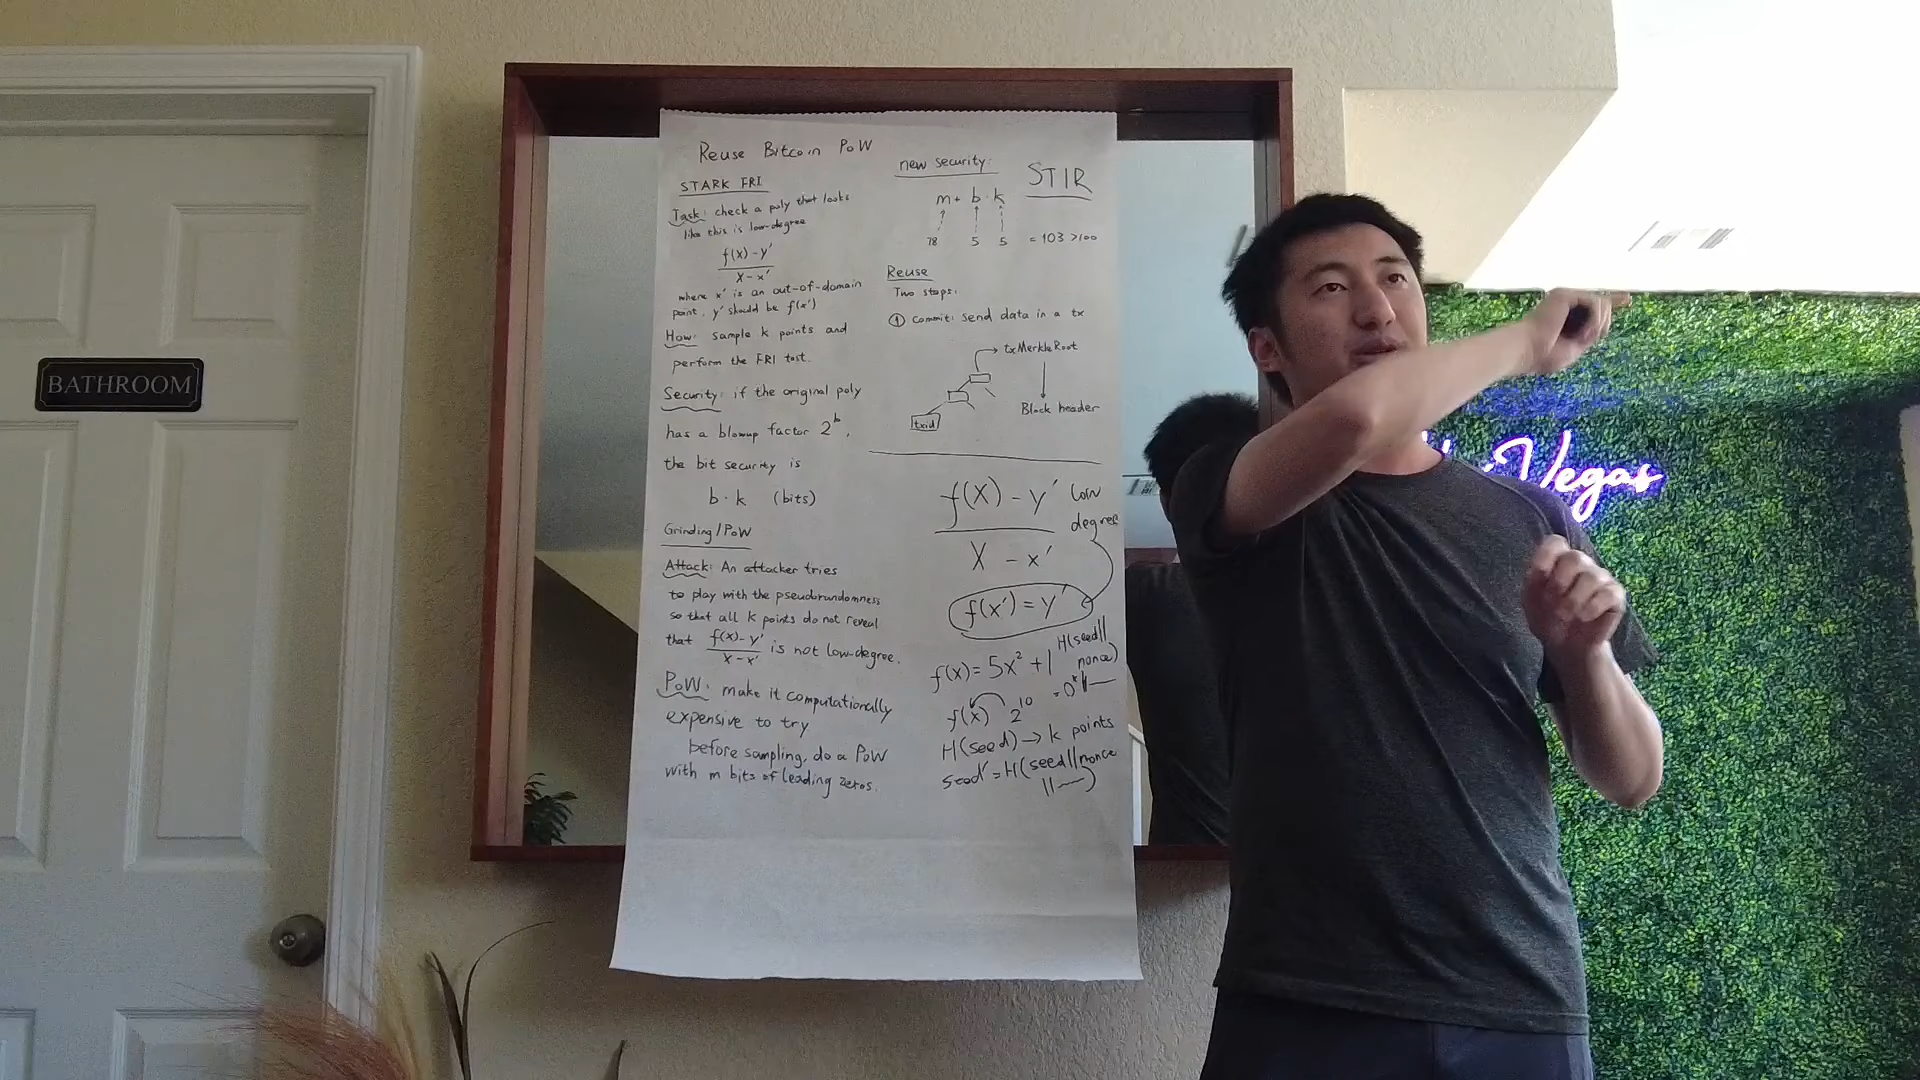 BATHROOM
Reuse Bitcoin PoW
STARK FRI
Task: check a poly that looks
like this is low-degree
f(x) - y'
X - x'
where x' is an out-of-domain
point, y' should be f(x')
How: sample k points and
perform the FRI test.
Security: if the original poly
has a blowup factor 2^b,
the bit security is
b · k (bits)
Grinding/PoW
Attack: An attacker tries
to play with the pseudorandomness
so that all k points do not reveal
that f(x)-y' / x-x' is not low-degree.
PoW: make it computationally
expensive to try
before sampling, do a PoW
with m bits of leading zeros.
new security:
STIR
m + b · k
78 5 5 = 103 >100
Reuse
Two steps:
① Commit: send data in a tx
txMerkleRoot
Block header
txid
f(X) - y' low
degree
X - x'
f(x') = y'
f(x) = 5x² + 1
H(seed||
nonce)
f(x) 2^10
H(seed) → k points
seed' = H(seed||nonce
Vegas